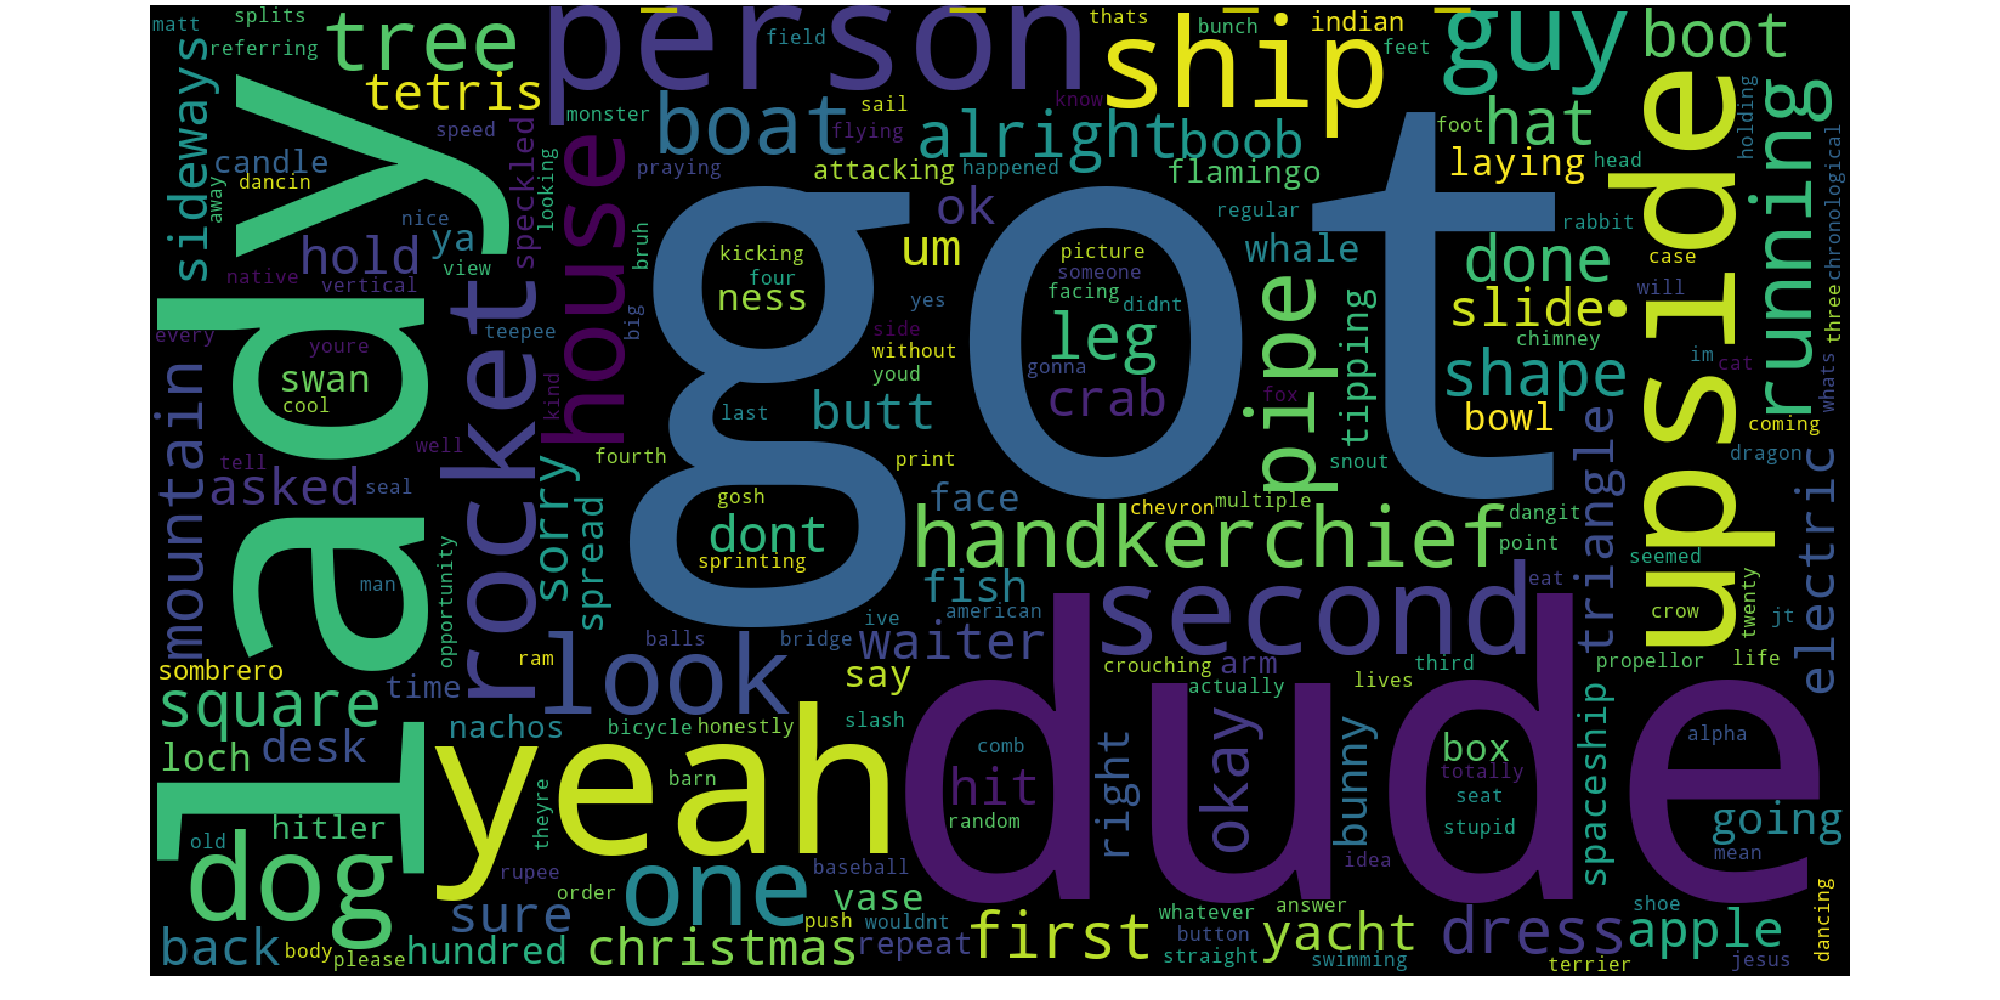 matt
splits
referring
tree
tetris
person
field
thats
bunch
indian
feet
ship
guy
boot
sideways
lady
speed
speckled
looking
house
monster
boat
sail
flying
know
alright
boob
foot
hat
upside
running
holding
chronological
candle
dancin
away
praying
attacking
happened
flamingo
laying
head
hold
nice
ya
view
native
vertical
bruh
got
ok
um
regular
whale
rabbit
done
case
kicking
four
ness
picture
someone
facing
didnt
yes
pipe
tipping
slide
will
three
every
youre
rocket
teepee
big
side
without
youd
leg
gonna
crab
chimney
shape
im
cat
whats
swan
cool
kind
last
butt
fox
bowl
coming
mountain
tell
well
fourth
print
snout
triangle
dragon
asked
seal
sorry
spread
gosh
dont
sprinting
face
chevron
multiple
handkerchief
dangit
point
seemed
electric
man
opportunity
fish
american
ive
second
eat
crow
twenty
jt
sombrero
ram
look
balls
bridge
waiter
say
crouching
arm
actually
third
lives
propellor
life
square
time
nachos
bicycle
honestly
slash
dude
spaceship
loch
desk
yeah
barn
theyre
comb
hit
random
right
okay
bunny
box
totally
seat
stupid
alpha
going
mean
old
hitler
dog
rupee
order
one
baseball
vase
push
wouldnt
idea
sure
whatever
answer
button
straight
shoe
dancing
back
body
please
hundred
christmas
repeat
first
yacht
swimming
dress
terrier
apple
jesus